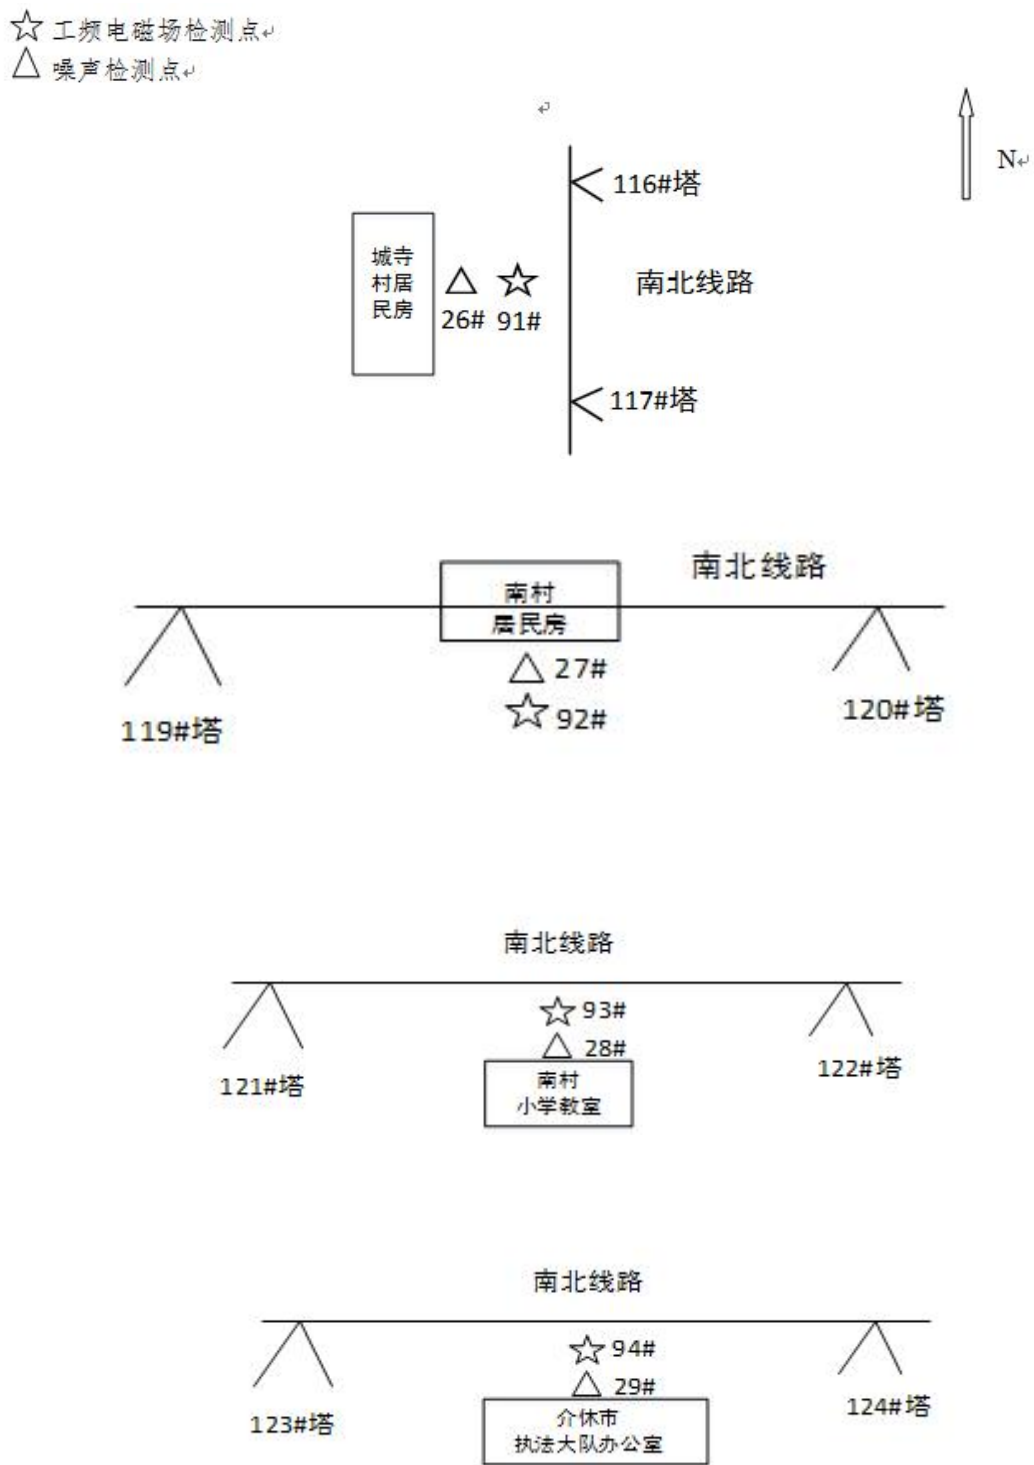 工频电磁场检测点
噪声检测点
N
116#塔
城寺
村居
民房
南北线路
26# 91#
117#塔
南北线路
南村
居民房
27#
92#
119#塔
120#塔
南北线路
93#
28#
121#塔
122#塔
南村
小学教室
南北线路
94#
29#
123#塔
124#塔
介休市
执法大队办公室